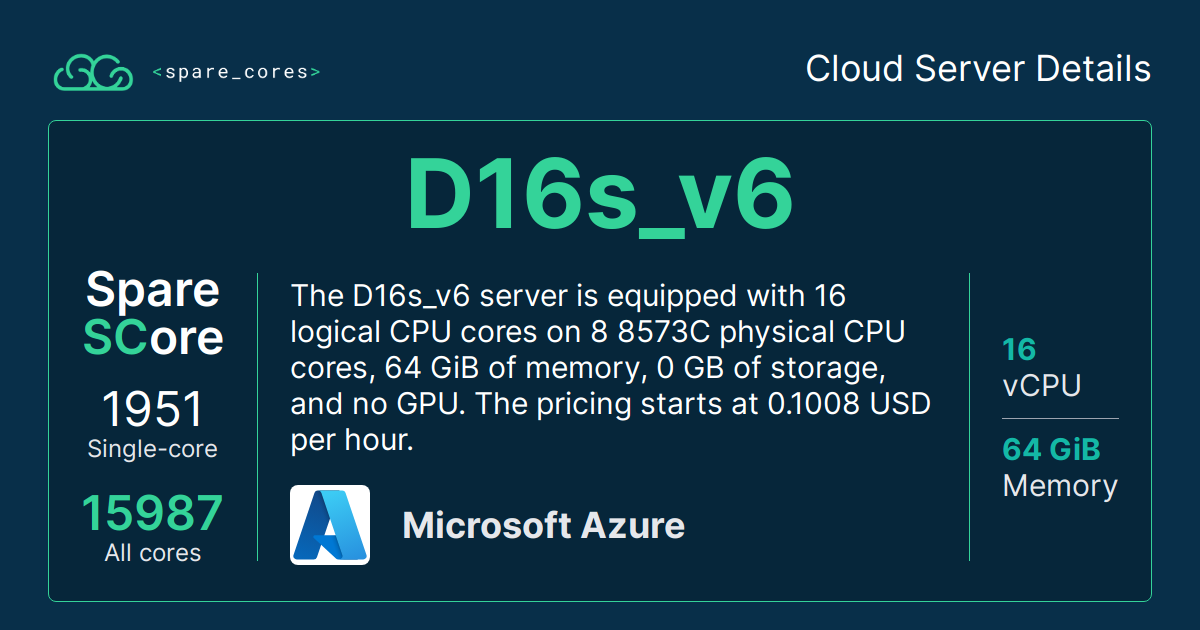 <spare_cores>
Cloud Server Details
D16s_v6
Spare
SCore
1951
Single-core
15987
All cores
The D16s_v6 server is equipped with 16
logical CPU cores on 8 8573C physical CPU
cores, 64 GiB of memory, 0 GB of storage,
and no GPU. The pricing starts at 0.1008 USD
per hour.
Microsoft Azure
16
vCPU
64 GiB
Memory